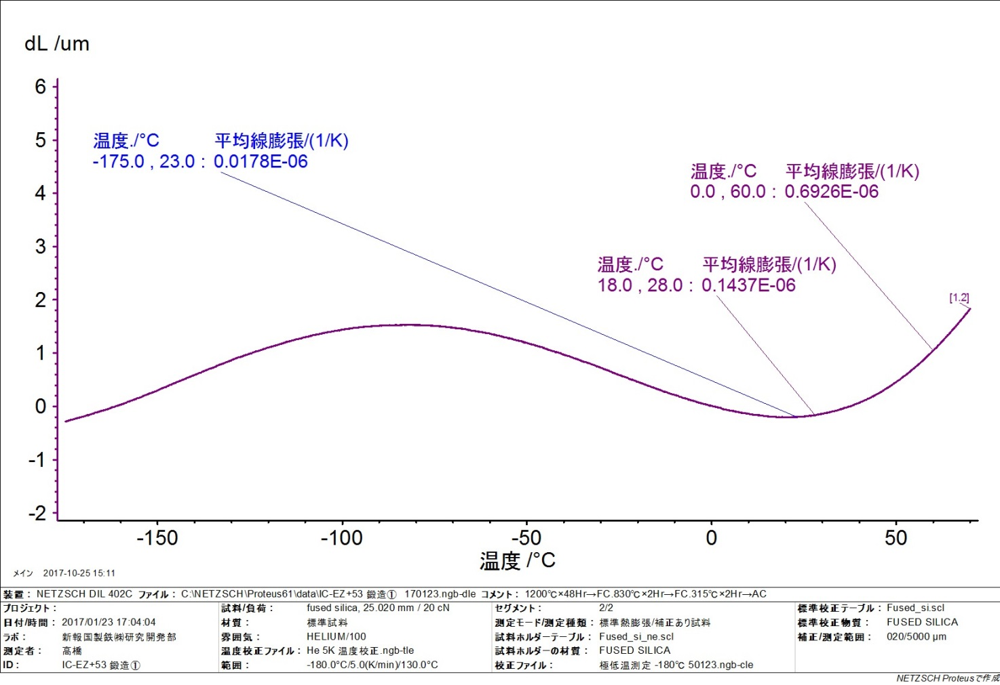 dL /um
6
5
4
3
2
1
0
-1
-2
温度./°C 平均線膨張/(1/K)
-175.0 , 23.0 : 0.0178E-06
温度./°C 平均線膨張/(1/K)
0.0 , 60.0 : 0.6926E-06
温度./°C 平均線膨張/(1/K)
18.0 , 28.0 : 0.1437E-06
[1.2]
-150 -100 -50 0 50
温度 /°C
メイン 2017-10-25 15:11
装置 : NETZSCH DIL 402C ファイル : C:\NETZSCH\Proteus61\data\IC-EZ+53 鍛造① 170123.ngb-dle コメント : 1200℃×48Hr→FC.830℃×2Hr→FC.315℃×2Hr→AC
プロジェクト :
日付/時間 : 2017/01/23 17:04:04
ラボ : 新報国製鉄㈱研究開発部
測定者 : 高橋
ID : IC-EZ+53 鍛造①
試料/負荷 : fused silica, 25.020 mm / 20 cN
材質 : 標準試料
雰囲気 : HELIUM/100
温度校正ファイル : He 5K 温度校正.ngb-tle
範囲 : -180.0°C/5.0(K/min)/130.0°C
セグメント : 2/2
測定モード/測定種類 : 標準熱膨張/補正あり試料
試料ホルダーテーブル : Fused_si_ne.scl
試料ホルダーの材質 : FUSED SILICA
校正ファイル : 極低温測定 -180℃ 50123.ngb-cle
標準校正テーブル : Fused_si.scl
標準校正物質 : FUSED SILICA
補正/測定範囲 : 020/5000 µm
NETZSCH Proteusで作成